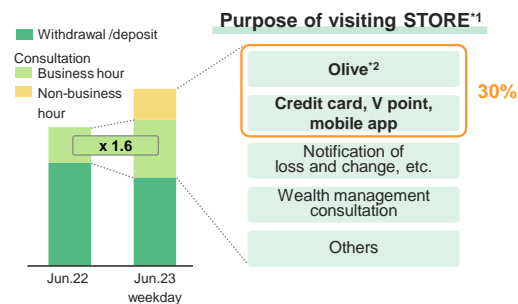 Purpose of visiting STORE*1
Withdrawal /deposit
Consultation
Business hour
Non-business
hour
x 1.6
Jun.22
Jun.23
weekday
Olive*2
Credit card, V point,
mobile app
30%
Notification of
loss and change, etc.
Wealth management
consultation
Others